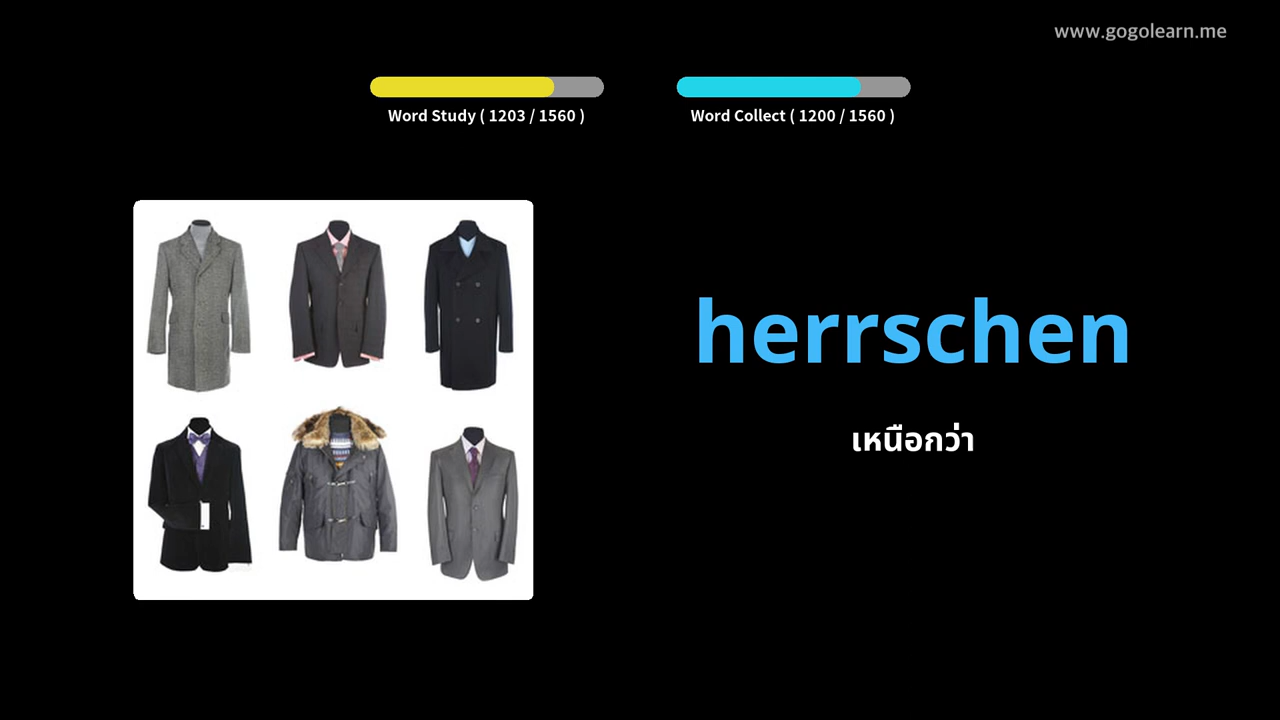 www.gogolearn.me
Word Study ( 1203 / 1560 )
Word Collect ( 1200 / 1560 )
herrschen
เหนือกว่า